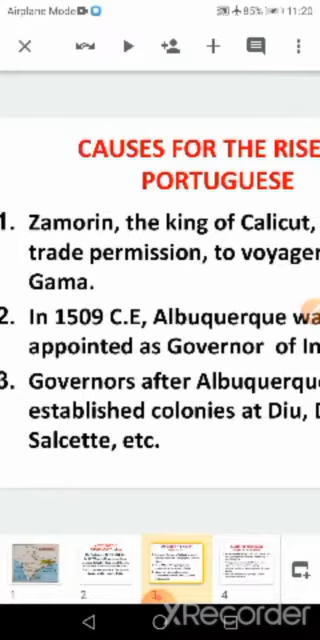 Airplane Mode 85% 11:20
CAUSES FOR THE RISE
PORTUGUESE
1. Zamorin, the king of Calicut,
trade permission, to voyager
Gama.
2. In 1509 C.E, Albuquerque wa
appointed as Governor of In
3. Governors after Albuquerqu
established colonies at Diu, D
Salcette, etc.
1 2 3 4
XRecorder